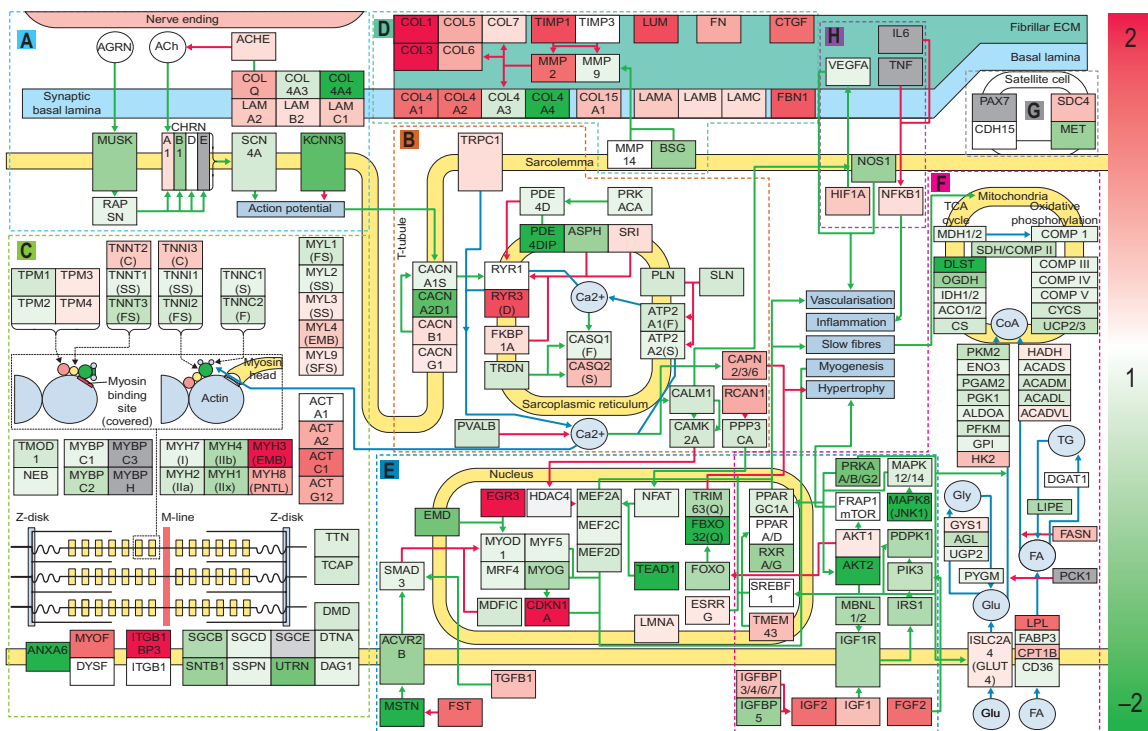 Nerve ending
A
AGRN
ACh
ACHE
COL
Q
COL
4A3
COL
4A4
LAM
A2
LAM
B2
LAM
C1
Synaptic
basal lamina
MUSK
CHRN
A
1
B
1
D
E
SCN
4A
KCNN3
RAP
SN
Action potential
D
COL1
COL5
COL7
TIMP1
TIMP3
LUM
FN
CTGF
COL3
COL6
MMP
2
MMP
9
COL4
A1
COL4
A2
COL4
A3
COL4
A4
COL15
A1
LAMA
LAMB
LAMC
FBN1
Fibrillar ECM
Basal lamina
H
IL6
VEGFA
TNF
NOS1
HIF1A
NFKB1
Satellite cell
PAX7
G
SDC4
CDH15
MET
B
TRPC1
Sarcolemma
MMP
14
BSG
T-tubule
PDE
4D
PRK
ACA
PDE
4DIP
ASPH
SRI
CACN
A1S
CACN
A2D1
CACN
B1
CACN
G1
RYR1
RYR3
(D)
FKBP
1A
TRDN
Ca2+
CASQ1
(F)
CASQ2
(S)
PLN
SLN
ATP2
A1(F)
ATP2
A2(S)
Sarcoplasmic reticulum
PVALB
Ca2+
CALM1
CAMK
2A
CAPN
2/3/6
RCAN1
PPP3
CA
Vascularisation
Inflammation
Slow fibres
Myogenesis
Hypertrophy
F
Mitochondria
TCA
cycle
Oxative
phosphorylation
MDH1/2
COMP 1
SDH/COMP II
DLST
OGDH
IDH1/2
ACO1/2
CS
COMP III
COMP IV
COMP V
CYCS
UCP2/3
CoA
PKM2
ENO3
PGAM2
PGK1
ALDOA
PFKM
GPI
HK2
HADH
ACADS
ACADM
ACADL
ACADVL
TG
DGAT1
LIPE
Gly
GYS1
AGL
UGP2
PYGM
FASN
FA
PCK1
Glu
ISLC2A
4
(GLUT
4)
LPL
FABP3
CPT1B
CD36
Glu
FA
C
TPM1
TPM3
TPM2
TPM4
TNNT2
(C)
TNNT1
(SS)
TNNT3
(FS)
TNNI3
(C)
TNNI1
(SS)
TNNI2
(FS)
TNNC1
(S)
TNNC2
(F)
MYL1
(FS)
MYL2
(SS)
MYL3
(SS)
MYL4
(EMB)
MYL9
(SFS)
Myosin
binding
site
(covered)
Myosin
head
Actin
ACT
A1
ACT
A2
ACT
C1
ACT
G12
TMOD
1
NEB
MYBP
C1
MYBP
C3
MYBP
C2
MYBP
H
MYH7
(I)
MYH4
(IIb)
MYH3
(EMB)
MYH2
(IIa)
MYH1
(IIx)
MYH8
(PNTL)
Z-disk
M-line
Z-disk
TTN
TCAP
DMD
ANXA6
MYOF
DYSF
ITGB1
BP3
ITGB1
SGCB
SGCD
SGCE
DTNA
SNTB1
SSPN
UTRN
DAG1
E
Nucleus
EMD
EGR3
HDAC4
MEF2A
MEF2C
MEF2D
NFAT
TRIM
63(Q)
FBXO
32(Q)
FOXO
MYOD
1
MYF5
MRF4
MYOG
TEAD1
MDFIC
CDKN1
A
LMNA
ESRR
G
PPAR
GC1A
PPAR
A/D
RXR
A/G
SREBF
1
TMEM
43
SMAD
3
ACVR2
B
MSTN
FST
TGFB1
PRKA
A/B/G2
MAPK
12/14
FRAP1
mTOR
MAPK8
(JNK1)
AKT1
PDPK1
AKT2
PIK3
MBNL
1/2
IRS1
IGF1R
IGFBP
3/4/6/7
IGFBP
5
IGF2
IGF1
FGF2
2
1
–2